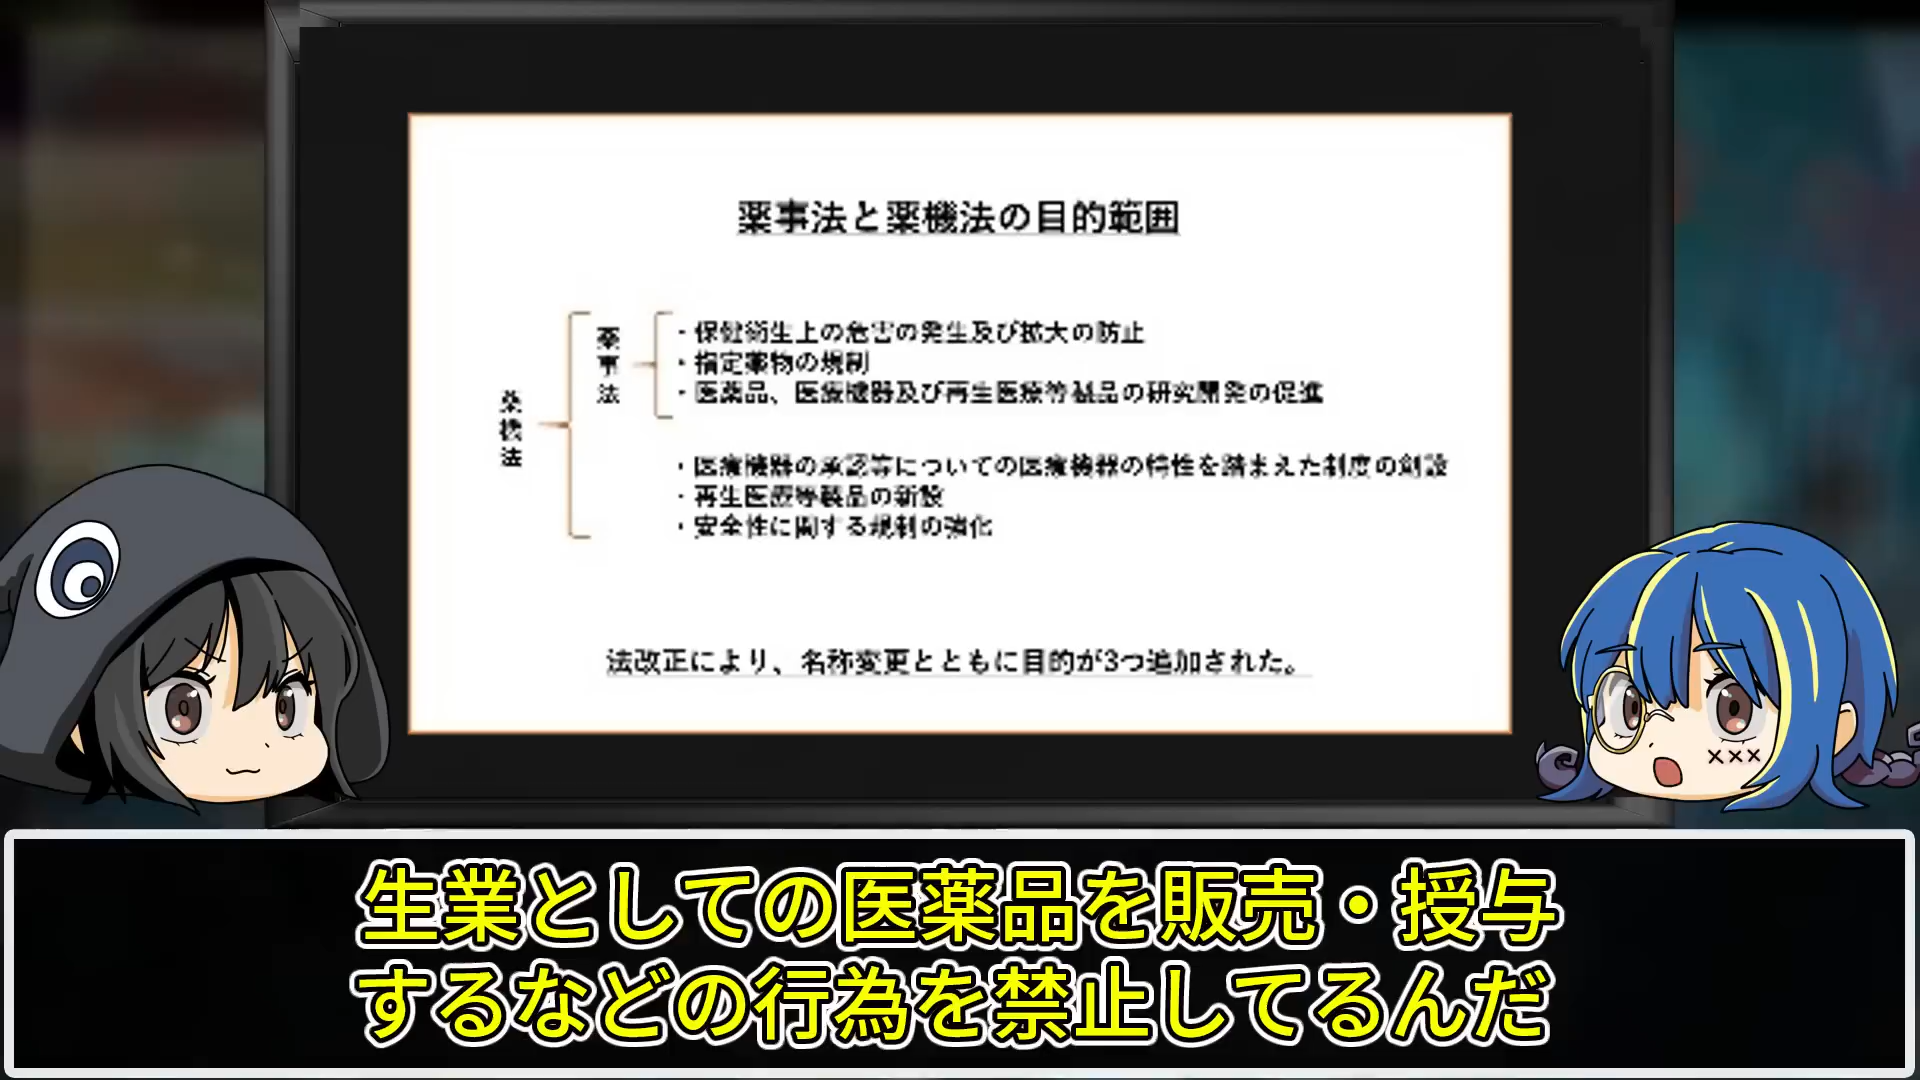 薬事法と薬機法の目的範囲
薬機法
薬事法
・保健衛生上の危害の発生及び拡大の防止
・指定薬物の規制
・医薬品、医療機器及び再生医療等製品の研究開発の促進
・医療機器の承認等についての医療機器の特性を踏まえた制度の創設
・再生医療等製品の新設
・安全性に関する規制の強化
法改正により、名称変更とともに目的が3つ追加された。
×××
生業としての医薬品を販売・授与
するなどの行為を禁止してるんだ